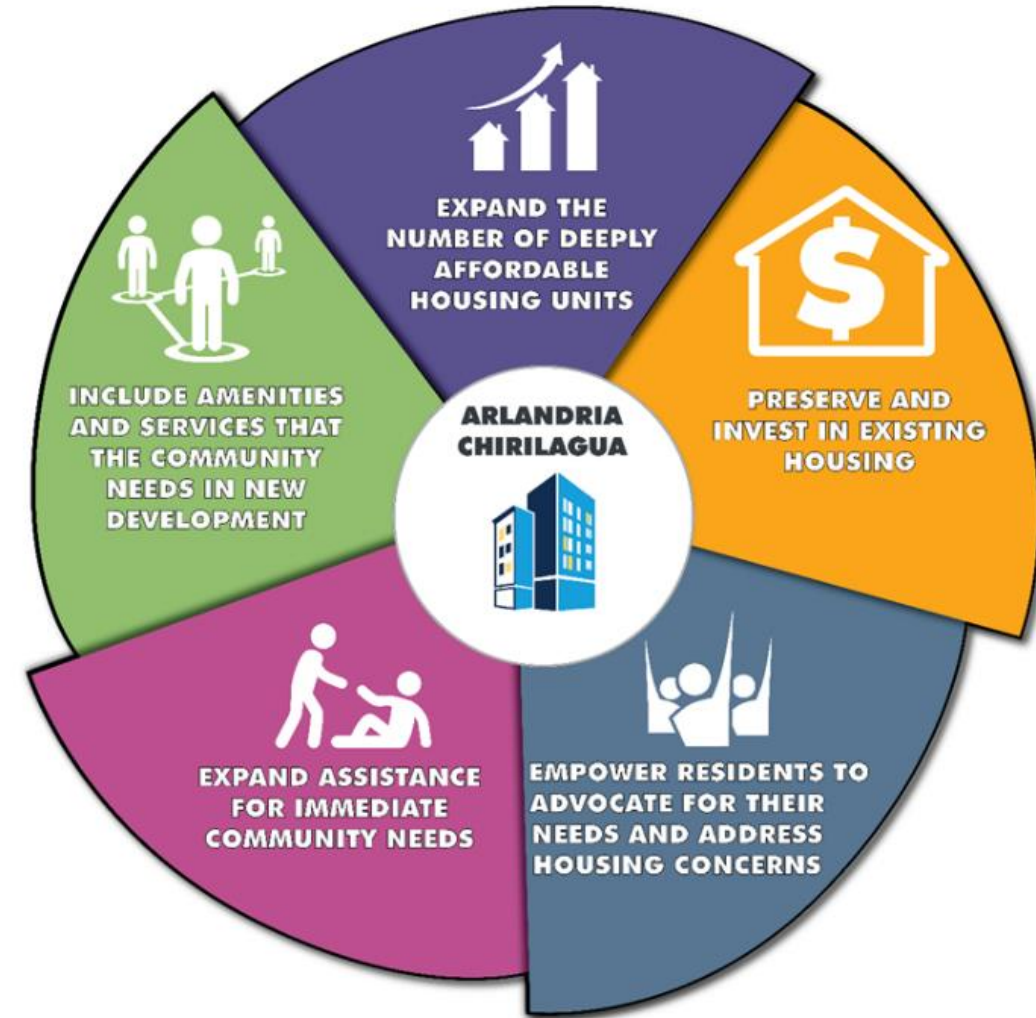 EXPAND THE
NUMBER OF DEEPLY
AFFORDABLE
HOUSING UNITS
PRESERVE AND
INVEST IN EXISTING
HOUSING
EMPOWER RESIDENTS TO
ADVOCATE FOR THEIR
NEEDS AND ADDRESS
HOUSING CONCERNS
EXPAND ASSISTANCE
FOR IMMEDIATE
COMMUNITY NEEDS
INCLUDE AMENITIES
AND SERVICES THAT
THE COMMUNITY
NEEDS IN NEW
DEVELOPMENT
ARLANDRIA
CHIRILAGUA